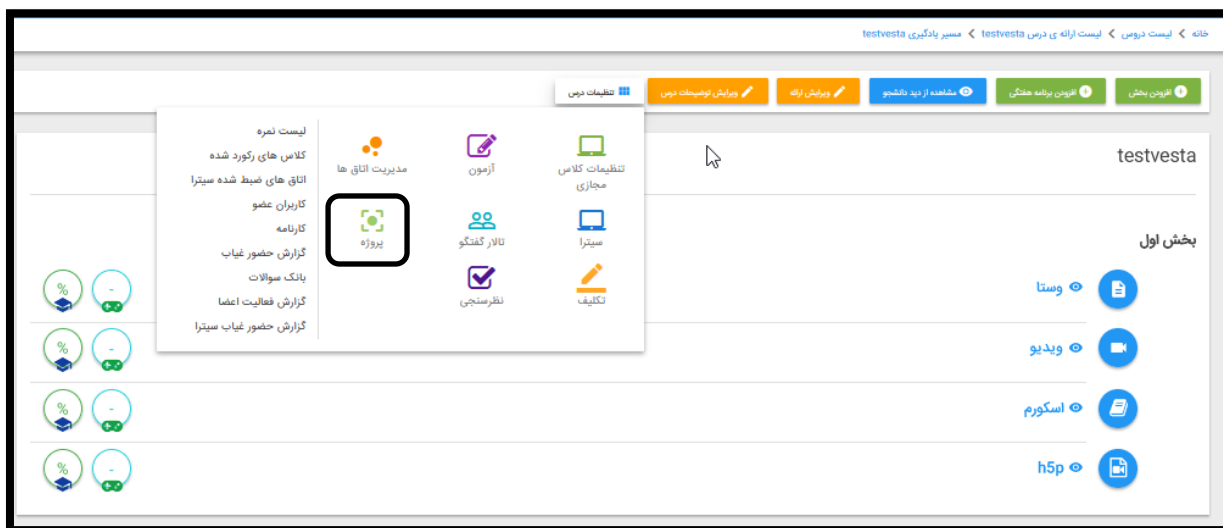 خانه ❯ لیست دروس ❯ لیست ارائه ی درس testvesta ❯ مسیر یادگیری testvesta
افزودن بخش
افزودن برنامه هفتگی
مشاهده از دید دانشجو
ویرایش ارائه
ویرایش توضیحات درس
تنظیمات درس
testvesta
تنظیمات کلاس
مجازی
آزمون
مدیریت اتاق ها
سیترا
تالار گفتگو
پروژه
تکلیف
نظرسنجی
لیست نمره
کلاس های رکورد شده
اتاق های ضبط شده سیترا
کاربران عضو
کارنامه
گزارش حضور غیاب
بانک سوالات
گزارش فعالیت اعضا
گزارش حضور غیاب سیترا
بخش اول
وستا
% -
ویدیو
% -
اسکورم
% -
h5p
% -